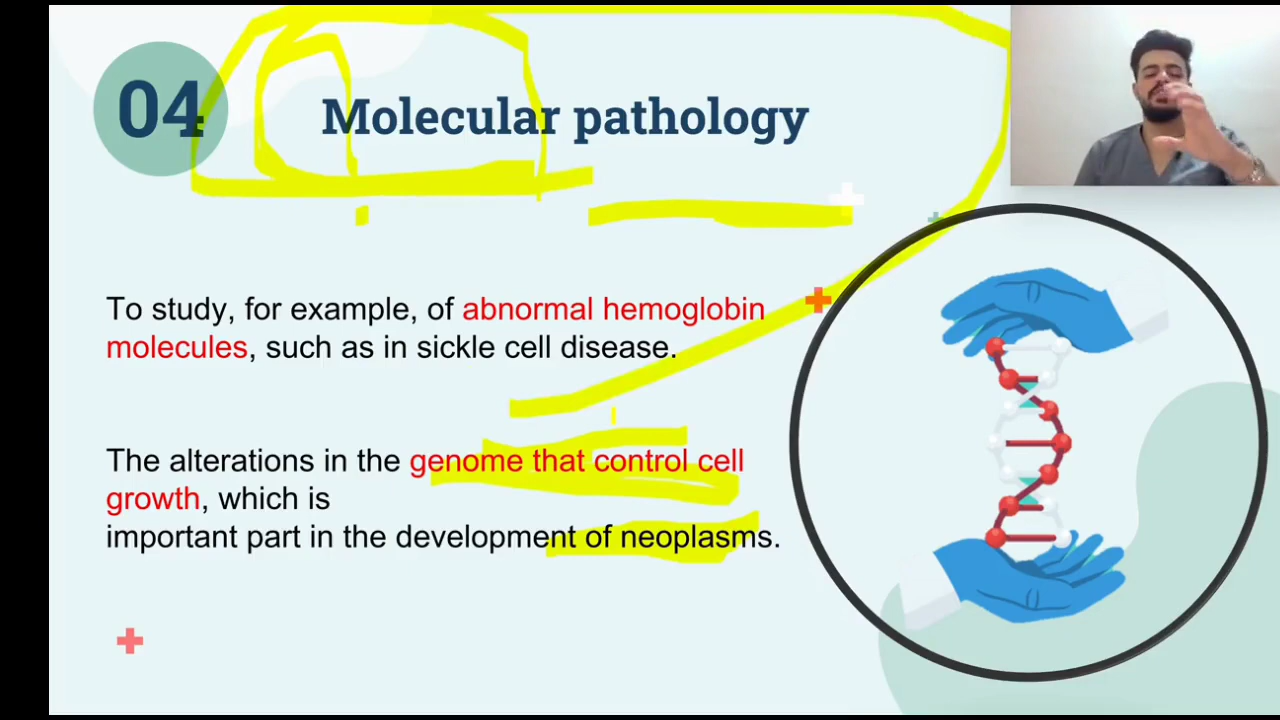 04
Molecular pathology
To study, for example, of abnormal hemoglobin
molecules, such as in sickle cell disease.
The alterations in the genome that control cell
growth, which is
important part in the development of neoplasms.